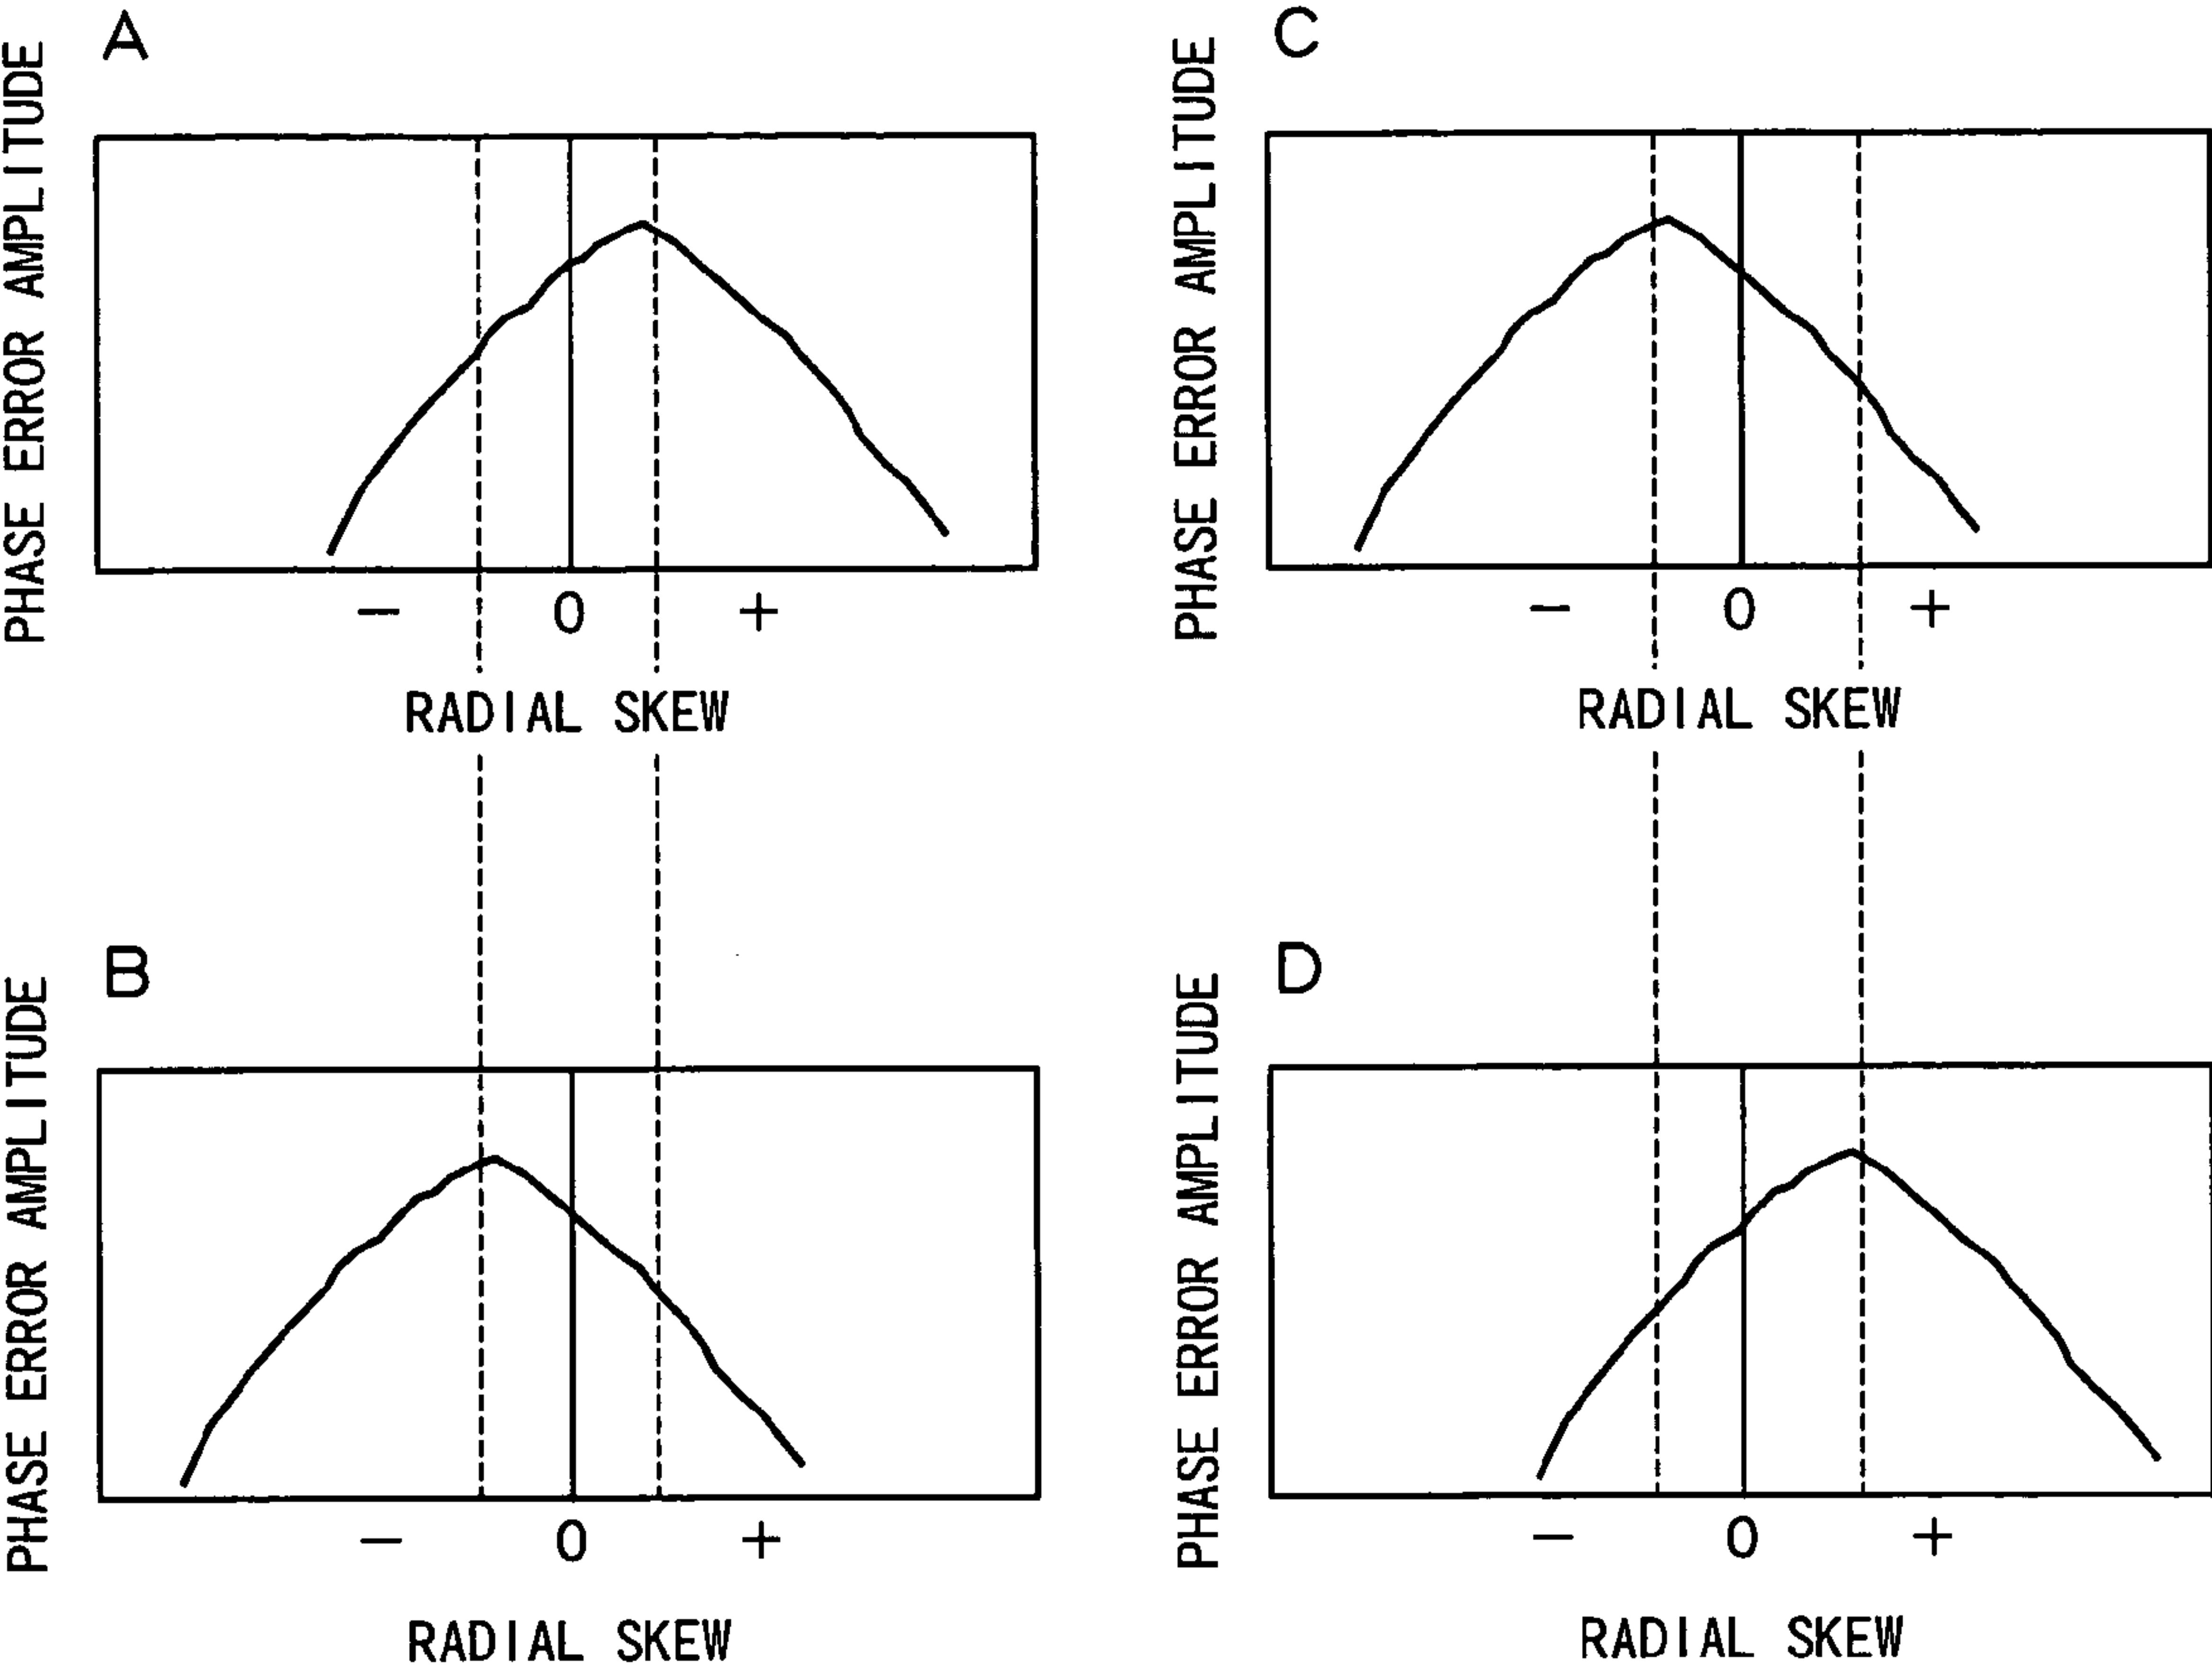 A
PHASE ERROR AMPLITUDE
− 0 +
RADIAL SKEW
B
PHASE ERROR AMPLITUDE
− 0 +
RADIAL SKEW
C
PHASE ERROR AMPLITUDE
− 0 +
RADIAL SKEW
D
PHASE ERROR AMPLITUDE
− 0 +
RADIAL SKEW